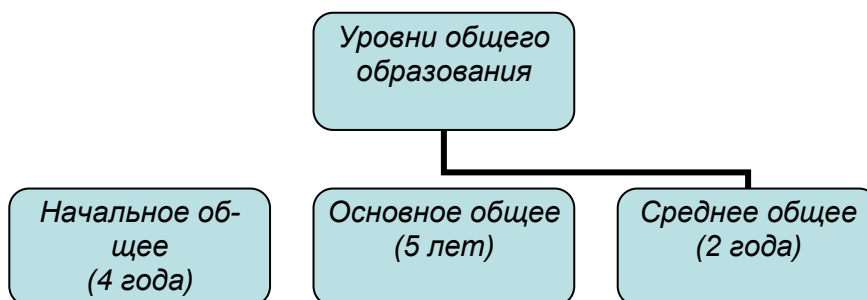 Уровни общего
образования
Начальное об-
щее
(4 года)
Основное общее
(5 лет)
Среднее общее
(2 года)